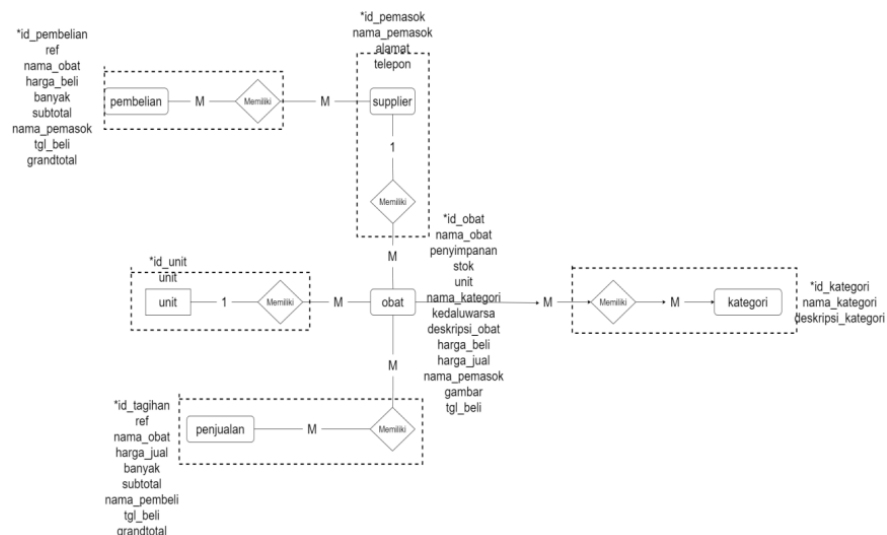 *id_pembelian
ref
nama_obat
harga_beli
banyak
subtotal
nama_pemasok
tgl_beli
grandtotal
pembelian
M
Memiliki
M
*id_pemasok
nama_pemasok
alamat
telepon
supplier
1
Memiliki
M
*id_unit
unit
unit
1
Memiliki
M
obat
*id_obat
nama_obat
penyimpanan
stok
unit
nama_kategori
kedaluwarsa
deskripsi_obat
harga_beli
harga_jual
nama_pemasok
gambar
tgl_beli
M
Memiliki
M
kategori
*id_kategori
nama_kategori
deskripsi_kategori
M
*id_tagihan
ref
nama_obat
harga_jual
banyak
subtotal
nama_pembeli
tgl_beli
grandtotal
penjualan
M
Memiliki